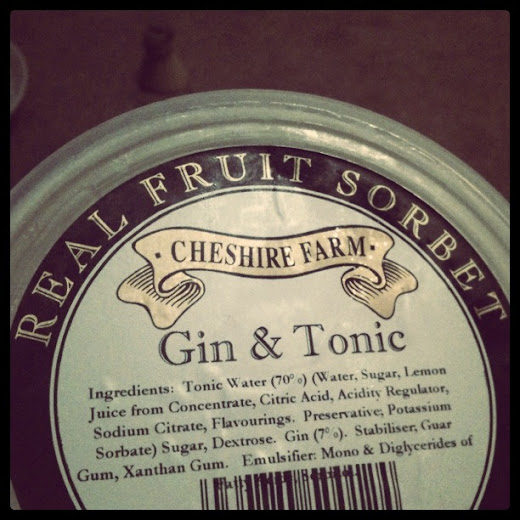 REAL FRUIT SORBET
· CHESHIRE FARM ·
Gin & Tonic
Ingredients: Tonic Water (70%) (Water, Sugar, Lemon
Juice from Concentrate, Citric Acid, Acidity Regulator,
Sodium Citrate, Flavourings. Preservative, Potassium
Sorbate) Sugar, Dextrose. Gin (7%). Stabiliser, Guar
Gum, Xanthan Gum. Emulsifier: Mono & Diglycerides of